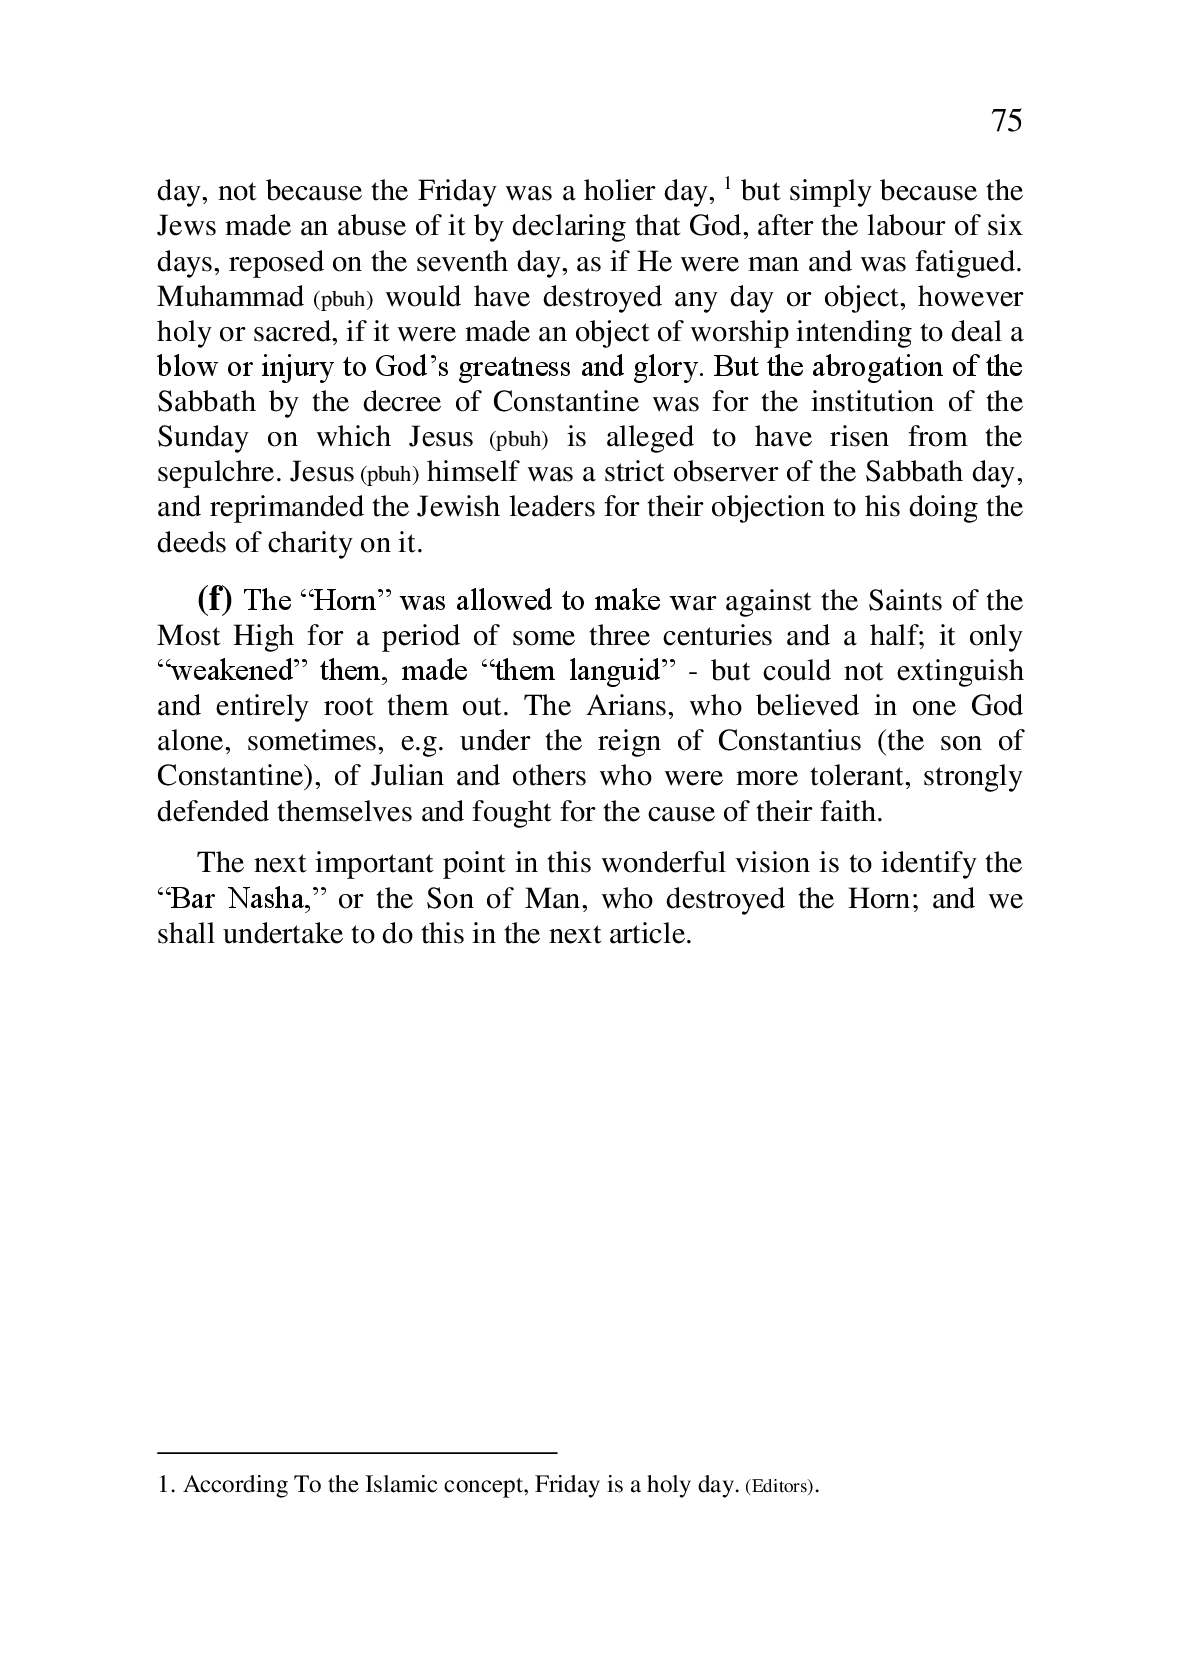 75
day, not because the Friday was a holier day, 1 but simply because the
Jews made an abuse of it by declaring that God, after the labour of six
days, reposed on the seventh day, as if He were man and was fatigued.
Muhammad (pbuh) would have destroyed any day or object, however
holy or sacred, if it were made an object of worship intending to deal a
blow or injury to God’s greatness and glory. But the abrogation of the
Sabbath by the decree of Constantine was for the institution of the
Sunday on which Jesus (pbuh) is alleged to have risen from the
sepulchre. Jesus (pbuh) himself was a strict observer of the Sabbath day,
and reprimanded the Jewish leaders for their objection to his doing the
deeds of charity on it.
(f) The “Horn” was allowed to make war against the Saints of the
Most High for a period of some three centuries and a half; it only
“weakened” them, made “them languid” - but could not extinguish
and entirely root them out. The Arians, who believed in one God
alone, sometimes, e.g. under the reign of Constantius (the son of
Constantine), of Julian and others who were more tolerant, strongly
defended themselves and fought for the cause of their faith.
The next important point in this wonderful vision is to identify the
“Bar Nasha,” or the Son of Man, who destroyed the Horn; and we
shall undertake to do this in the next article.
1. According To the Islamic concept, Friday is a holy day. (Editors).